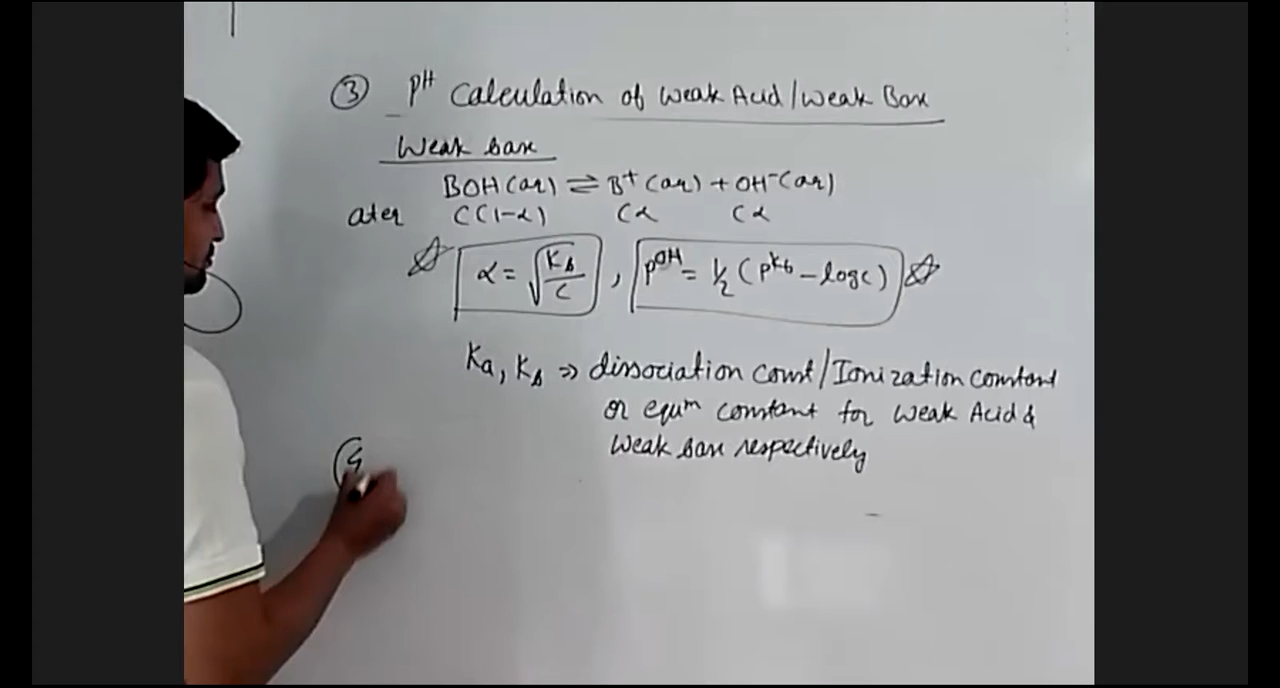 ③ pH Calculation of Weak Acid/Weak Base
Weak base
BOH(aq) ⇌ B⁺(aq) + OH⁻(aq)
at eq C(1-α) Cα Cα
☆ α = √(Kb/C) , pOH = ½ (pKb - log C) ☆
Ka, Kb ⇒ dissociation const/Ionization constant
or equm constant for Weak Acid &
Weak base respectively